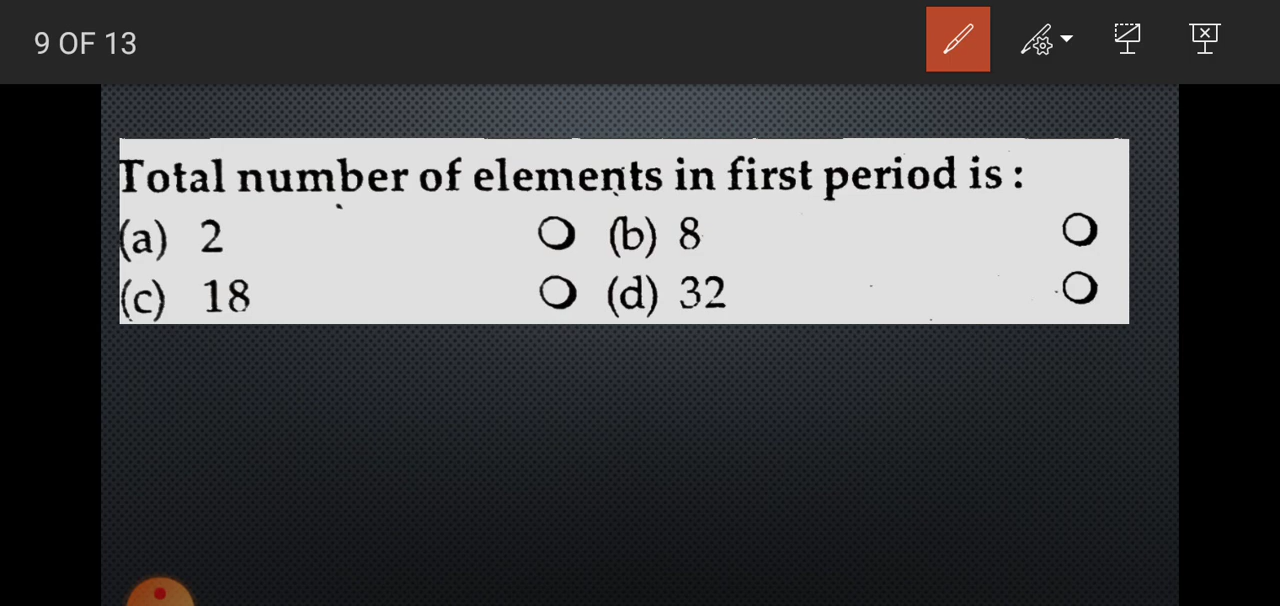 9 OF 13
Total number of elements in first period is :
(a) 2 (b) 8
(c) 18 (d) 32